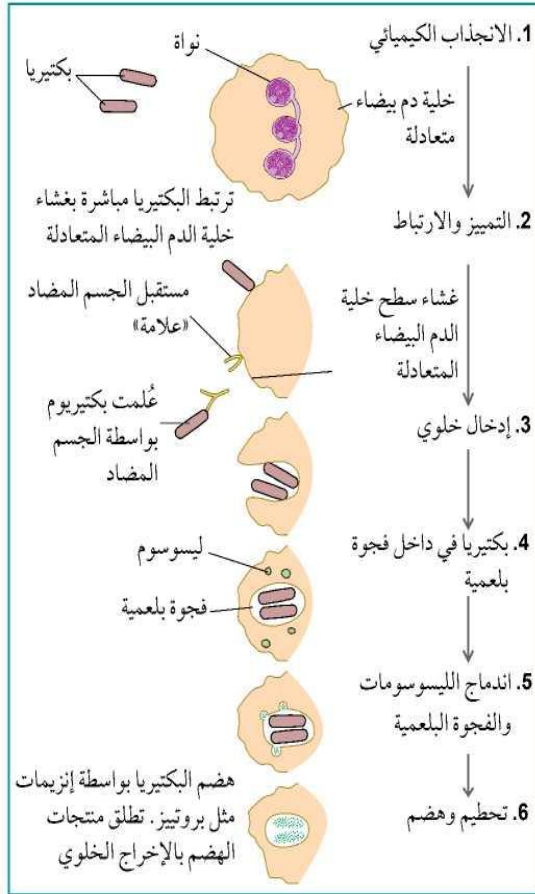 1. الانجذاب الكيميائي
نواة
بكتيريا
خلية دم بيضاء
متعادلة
2. التمييز والارتباط
ترتبط البكتيريا مباشرة بغشاء
خلية الدم البيضاء المتعادلة
مستقبل الجسم المضاد
«علامة»
غشاء سطح خلية
الدم البيضاء
المتعادلة
عُلمت بكتيريوم
بواسطة الجسم
المضاد
3. إدخال خلوي
4. بكتيريا في داخل فجوة
بلعمية
ليسوسوم
فجوة بلعمية
5. اندماج الليسوسومات
والفجوة البلعمية
6. تحطيم وهضم
هضم البكتيريا بواسطة إنزيمات
مثل بروتييز. تطلق منتجات
الهضم بالإخراج الخلوي